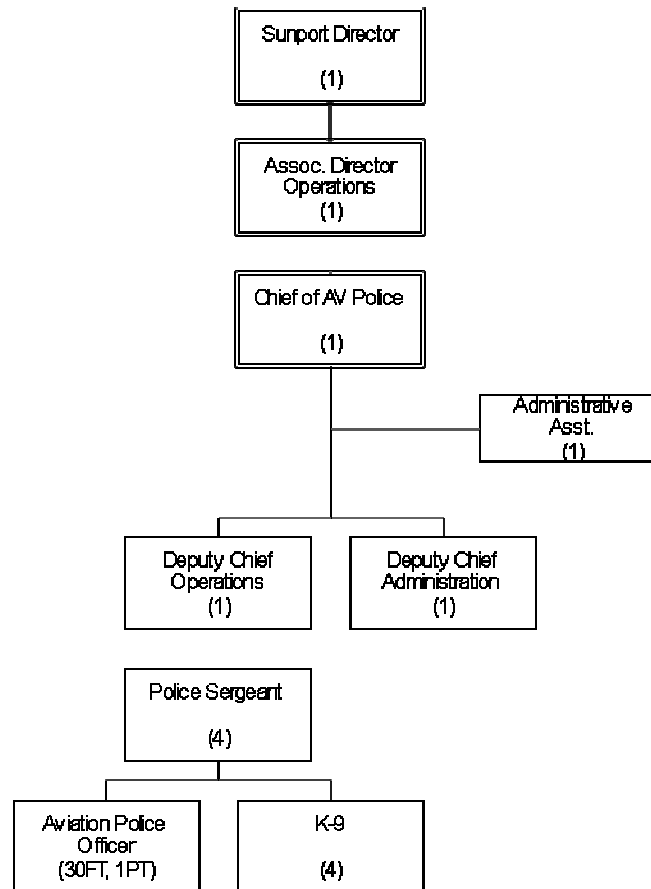 Sunport Director
(1)
Assoc. Director
Operations
(1)
Chief of AV Police
(1)
Administrative
Asst.
(1)
Deputy Chief
Operations
(1)
Deputy Chief
Administration
(1)
Police Sergeant
(4)
Aviation Police
Officer
(30FT, 1PT)
K-9
(4)